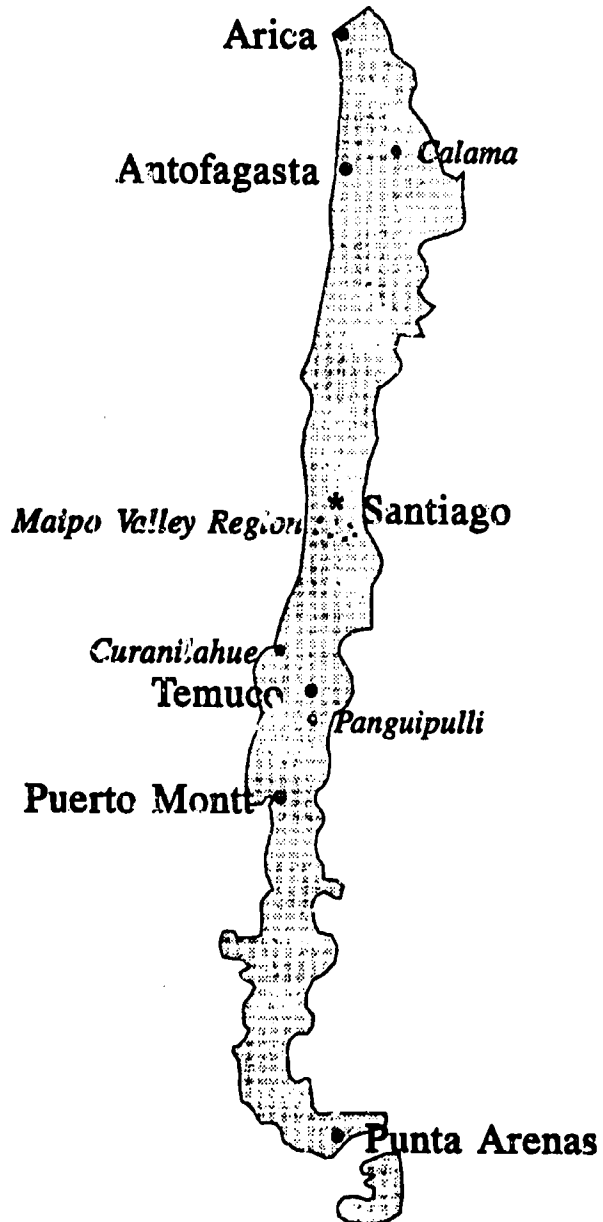 Arica
Calama
Antofagasta
Santiago
Maipo Valley Region
Curanilahue
Temuco
Panguipulli
Puerto Montt
Punta Arenas